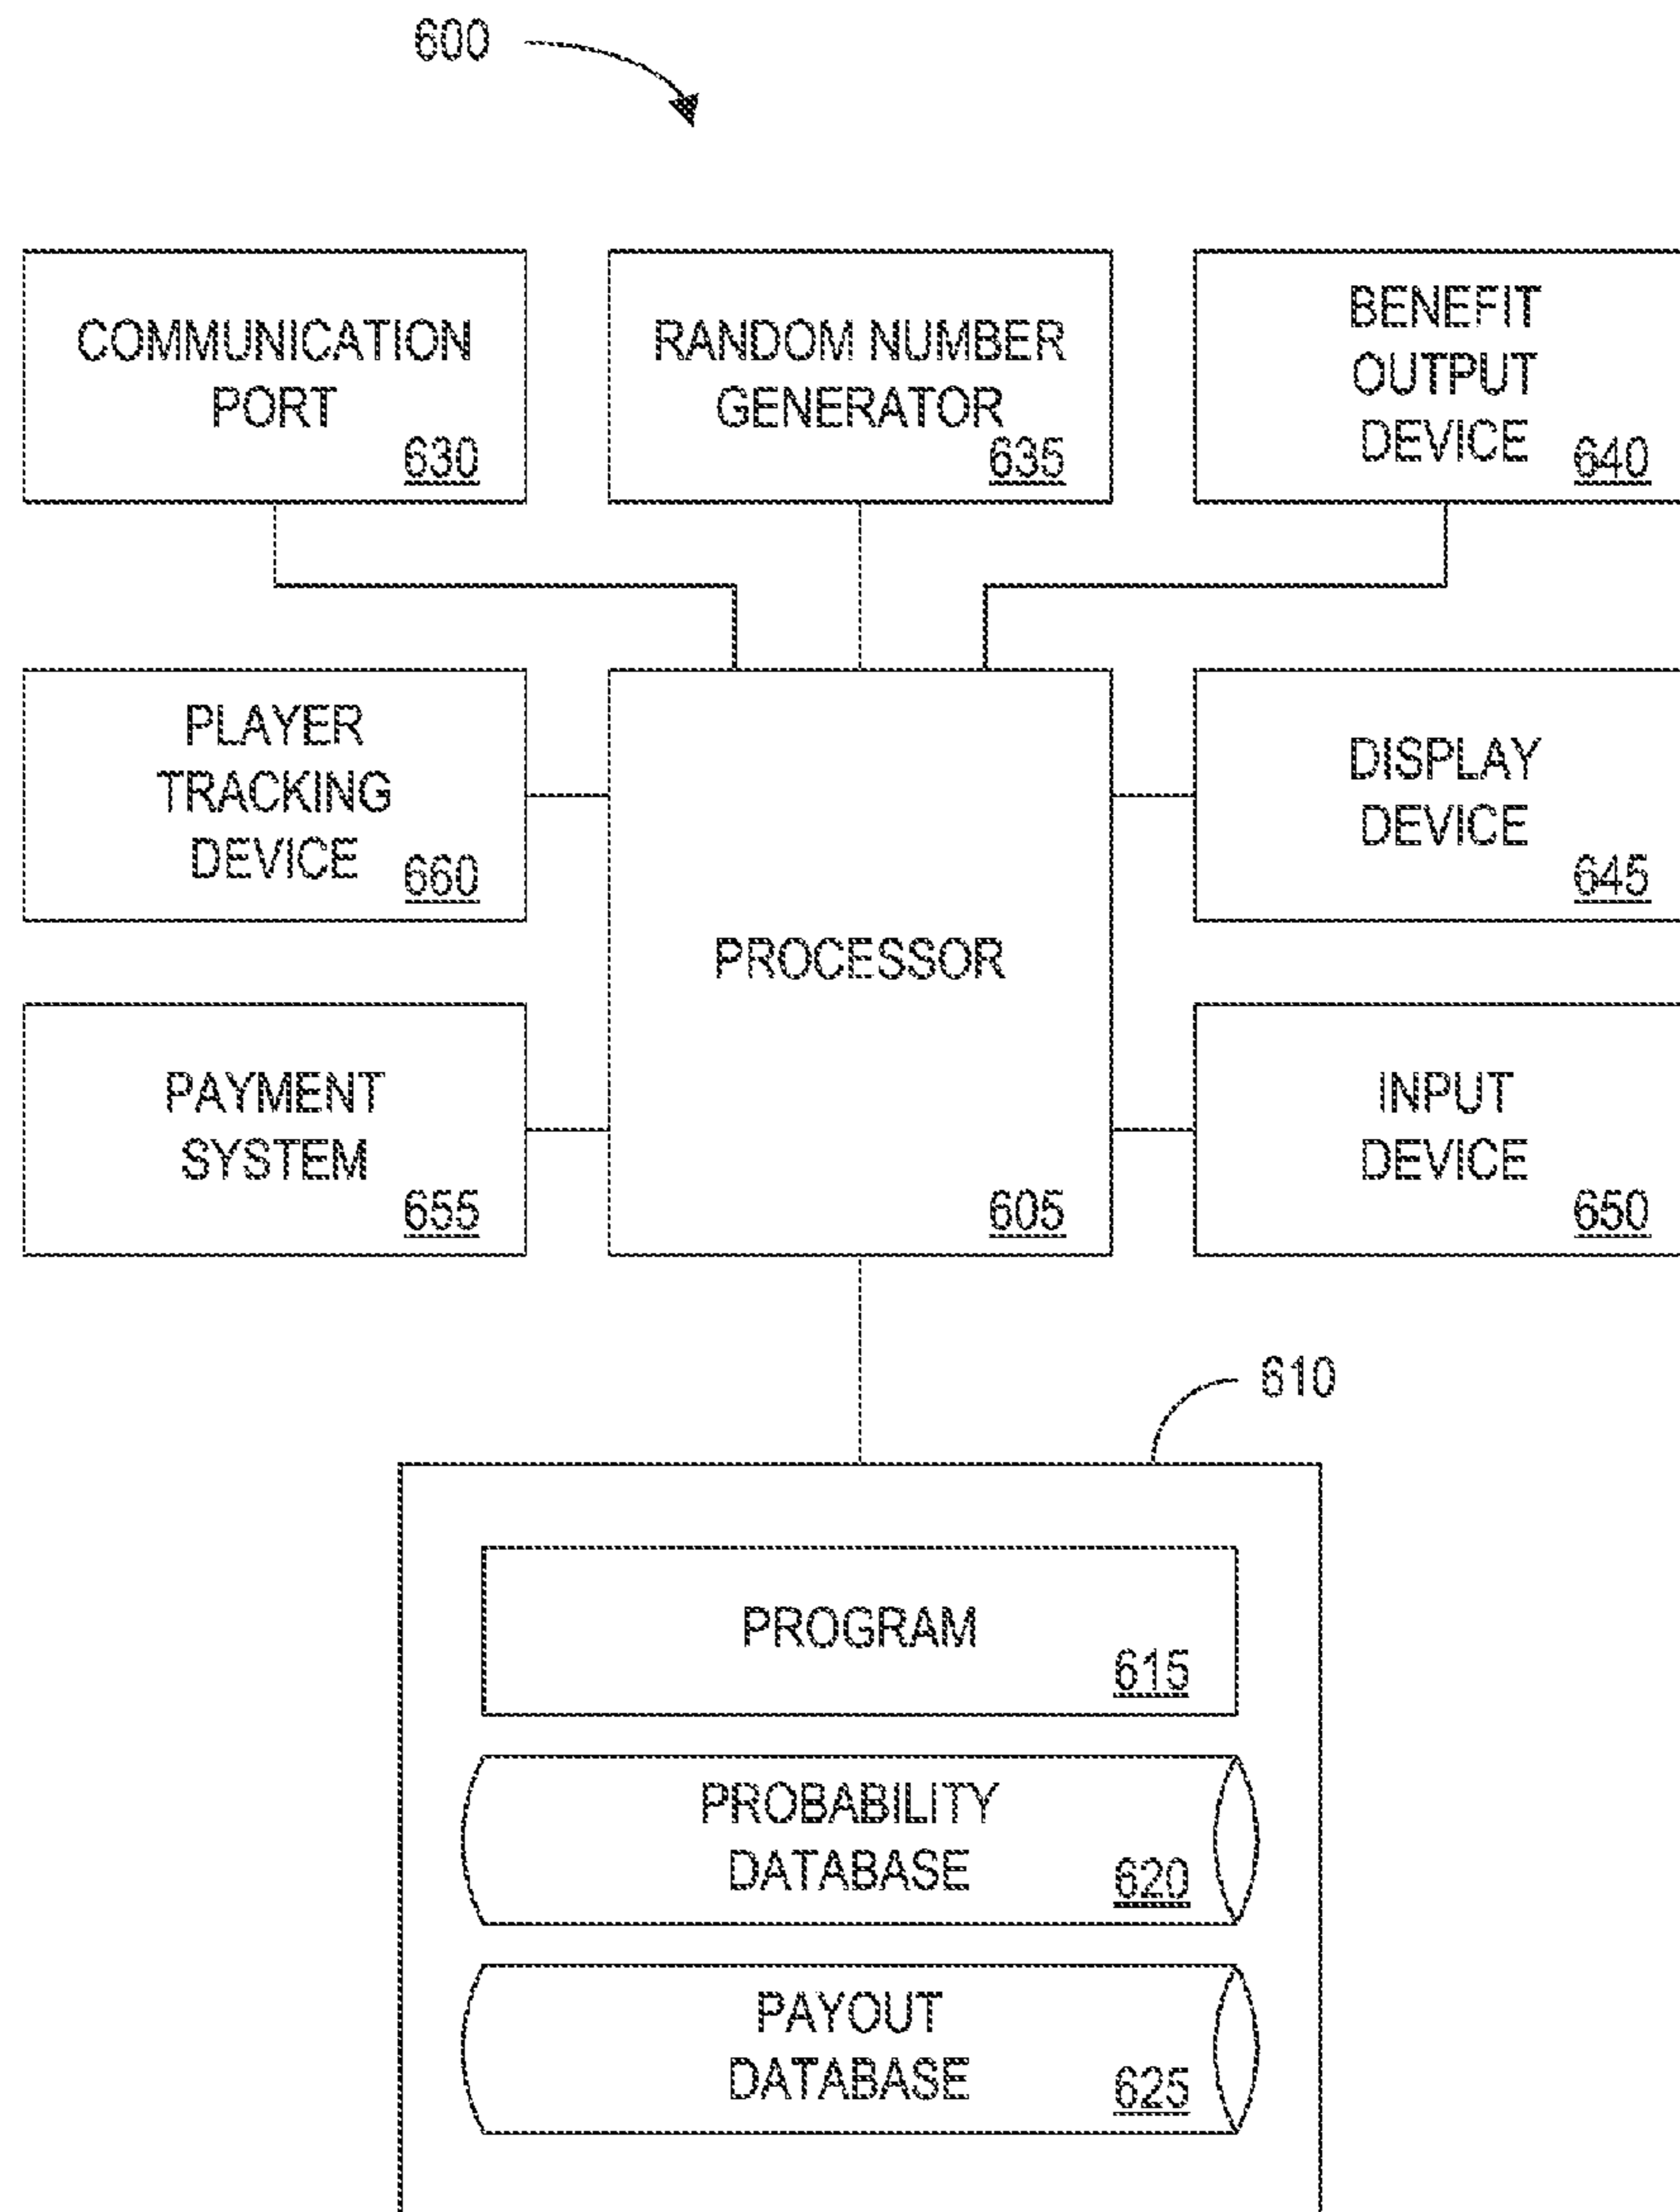 600
COMMUNICATION
PORT
630
RANDOM NUMBER
GENERATOR
635
BENEFIT
OUTPUT
DEVICE
640
PLAYER
TRACKING
DEVICE
660
PROCESSOR
605
DISPLAY
DEVICE
645
PAYMENT
SYSTEM
655
INPUT
DEVICE
650
610
PROGRAM
615
PROBABILITY
DATABASE
620
PAYOUT
DATABASE
625